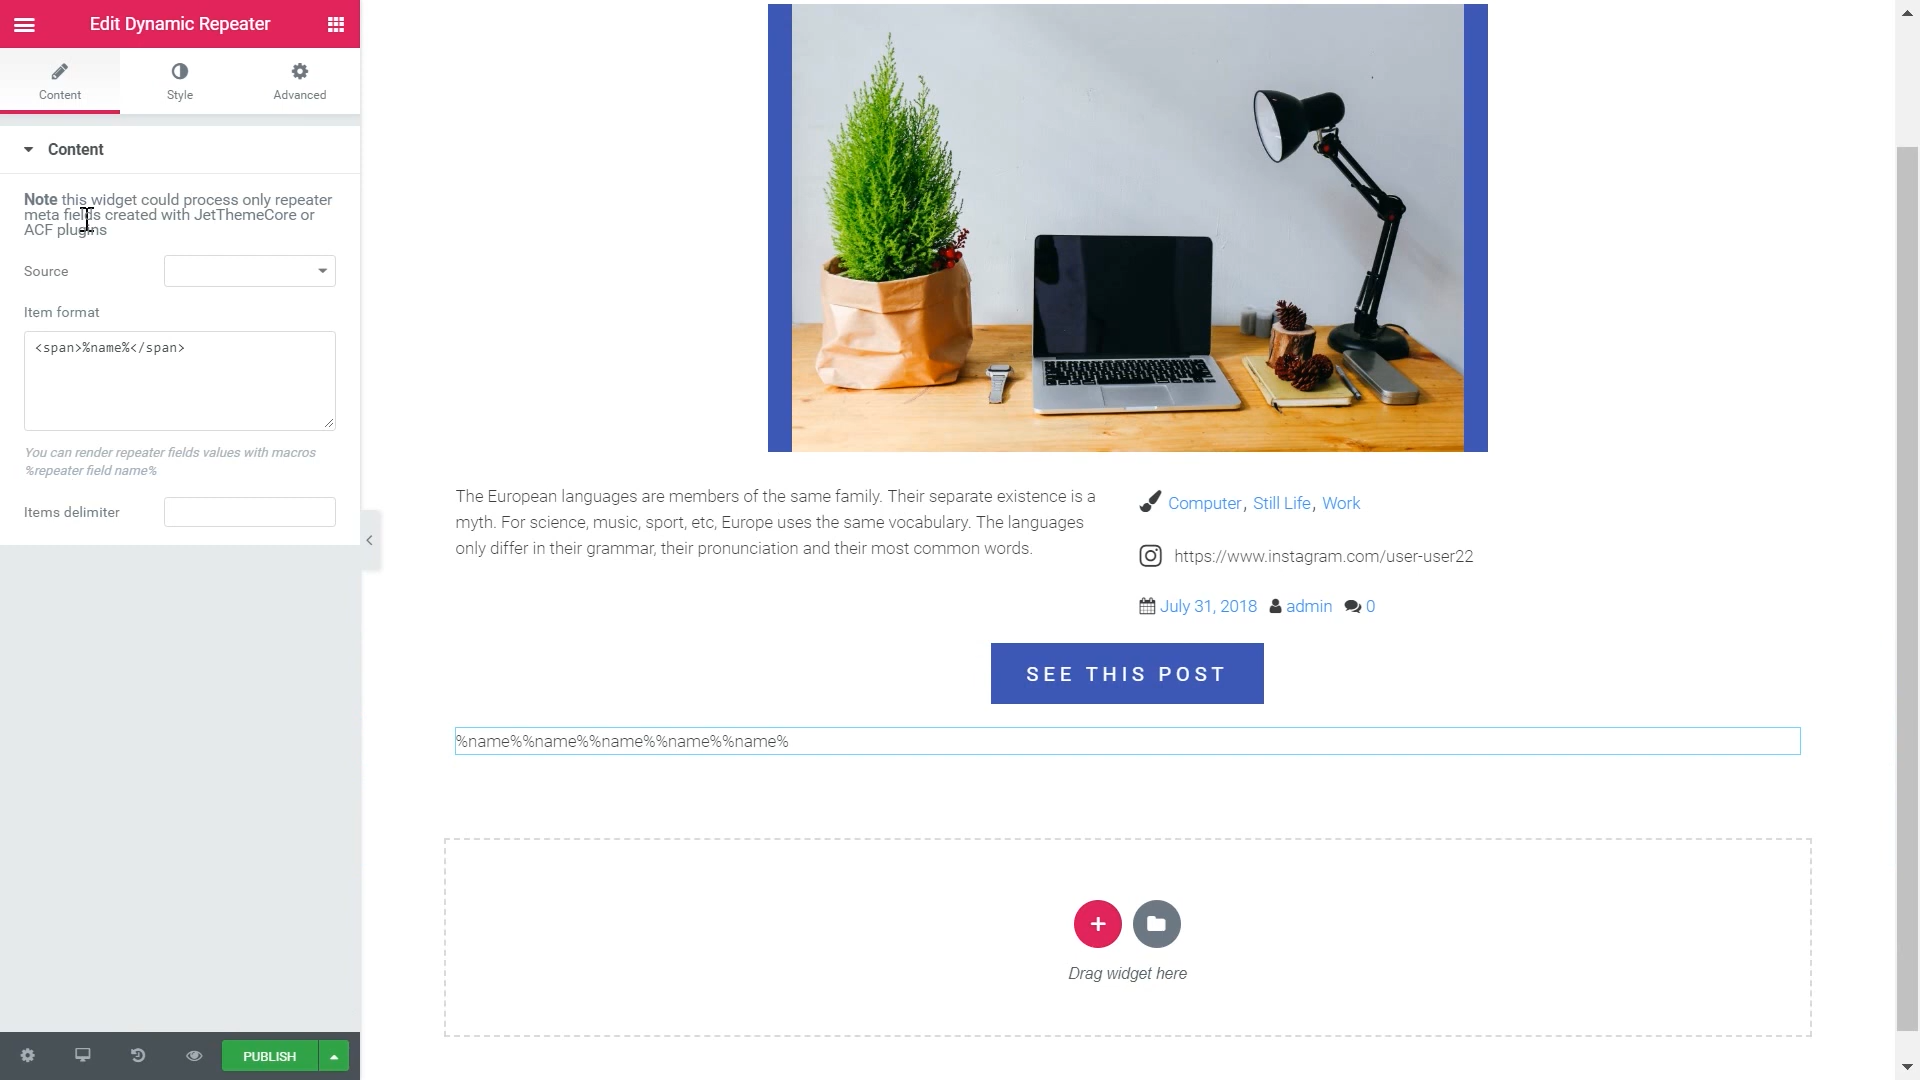 Edit Dynamic Repeater
Content
Style
Advanced
Content
Note this widget could process only repeater
meta fields created with JetThemeCore or
ACF plugins
Source
Item format
<span>%name%</span>
You can render repeater fields values with macros
%repeater field name%
Items delimiter
PUBLISH
The European languages are members of the same family. Their separate existence is a
myth. For science, music, sport, etc, Europe uses the same vocabulary. The languages
only differ in their grammar, their pronunciation and their most common words.
Computer, Still Life, Work
https://www.instagram.com/user-user22
July 31, 2018 admin 0
SEE THIS POST
%name%%name%%name%%name%%name%
Drag widget here